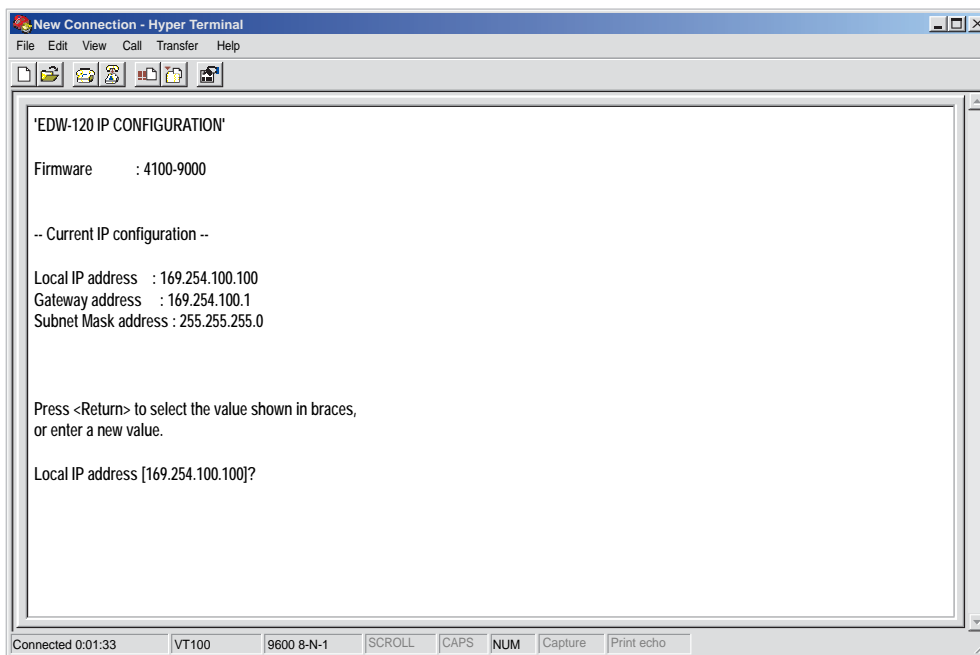 New Connection - Hyper Terminal
File Edit View Call Transfer Help
'EDW-120 IP CONFIGURATION'
Firmware : 4100-9000
-- Current IP configuration --
Local IP address : 169.254.100.100
Gateway address : 169.254.100.1
Subnet Mask address : 255.255.255.0
Press <Return> to select the value shown in braces,
or enter a new value.
Local IP address [169.254.100.100]?
Connected 0:01:33 VT100 9600 8-N-1 SCROLL CAPS NUM Capture Print echo